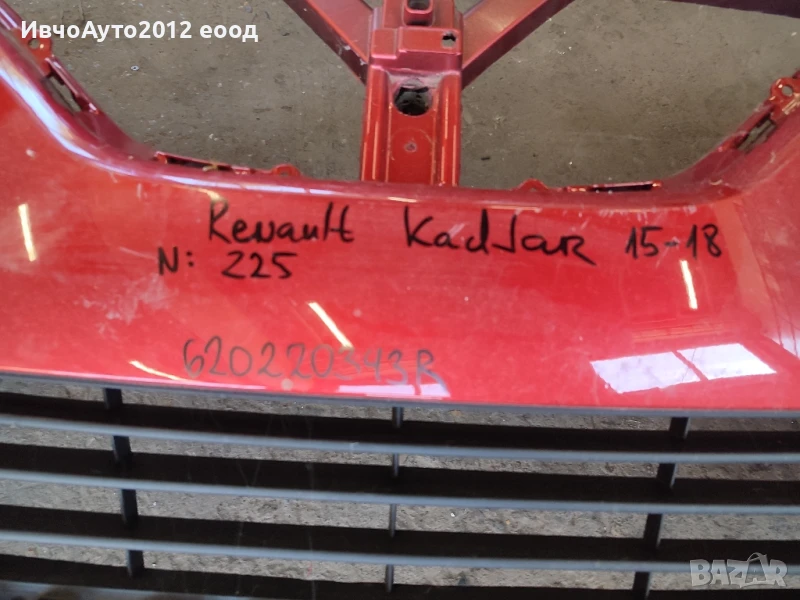 ИвчоАуто2012 еоод
Renault KadJar 15-18
N: 225
620220343R
BAZAR